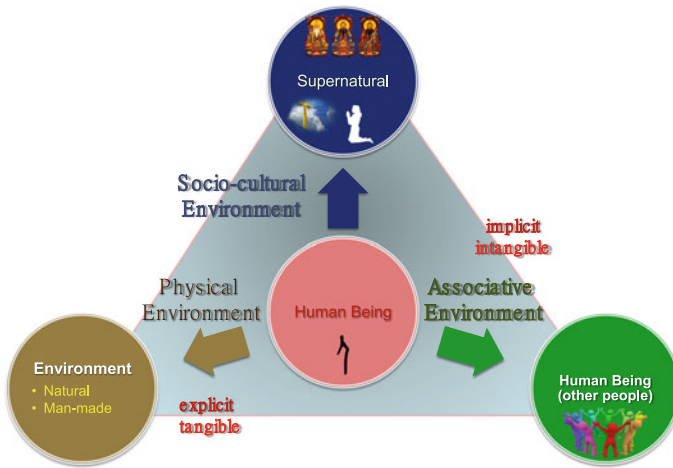 Supernatural
Socio-cultural
Environment
implicit
intangible
Physical
Environment
Human Being
Associative
Environment
Environment
• Natural
• Man-made
explicit
tangible
Human Being
(other people)